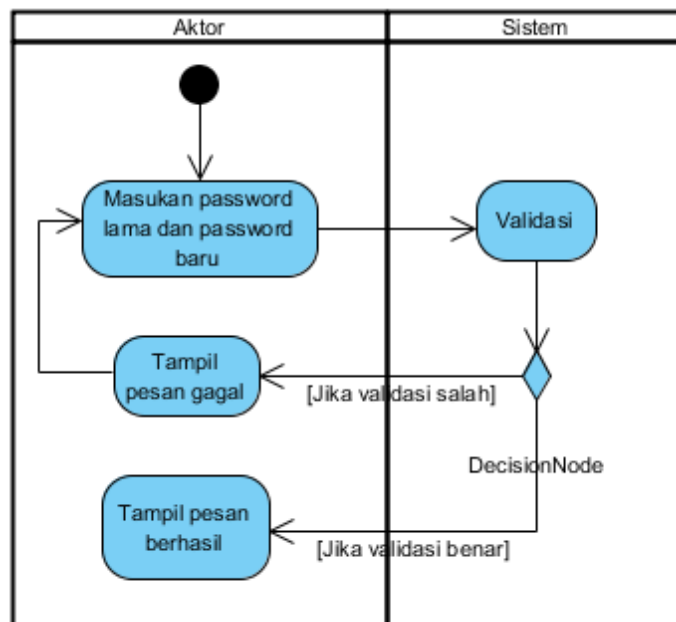 Aktor
Sistem
Masukan password
lama dan password
baru
Validasi
Tampil
pesan gagal
[Jika validasi salah]
DecisionNode
Tampil pesan
berhasil
[Jika validasi benar]